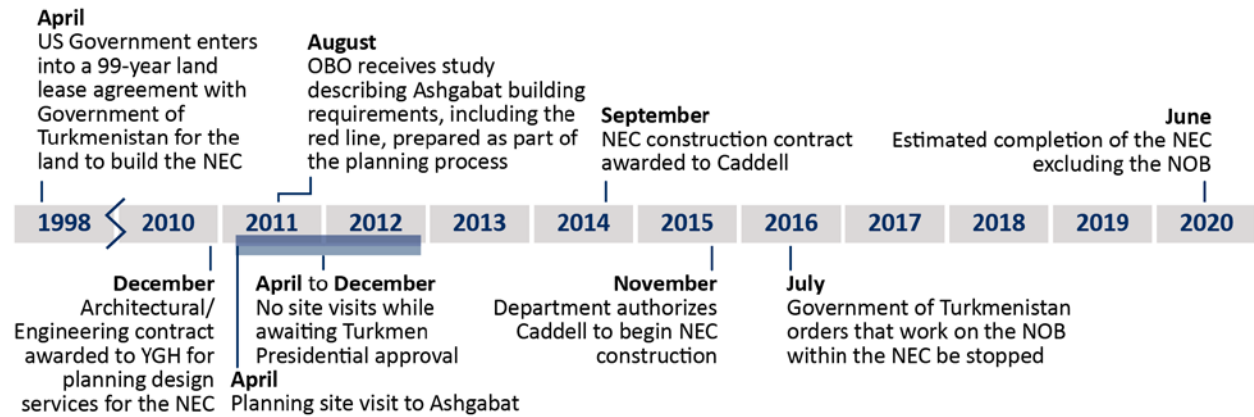 April
US Government enters
into a 99-year land
lease agreement with
Government of
Turkmenistan for the
land to build the NEC
August
OBO receives study
describing Ashgabat building
requirements, including the
red line, prepared as part of
the planning process
September
NEC construction contract
awarded to Caddell
June
Estimated completion of the NEC
excluding the NOB
1998 2010 2011 2012 2013 2014 2015 2016 2017 2018 2019 2020
December
Architectural/
Engineering contract
awarded to YGH for
planning design
services for the NEC
April
Planning site visit to Ashgabat
April to December
No site visits while
awaiting Turkmen
Presidential approval
November
Department authorizes
Caddell to begin NEC
construction
July
Government of Turkmenistan
orders that work on the NOB
within the NEC be stopped